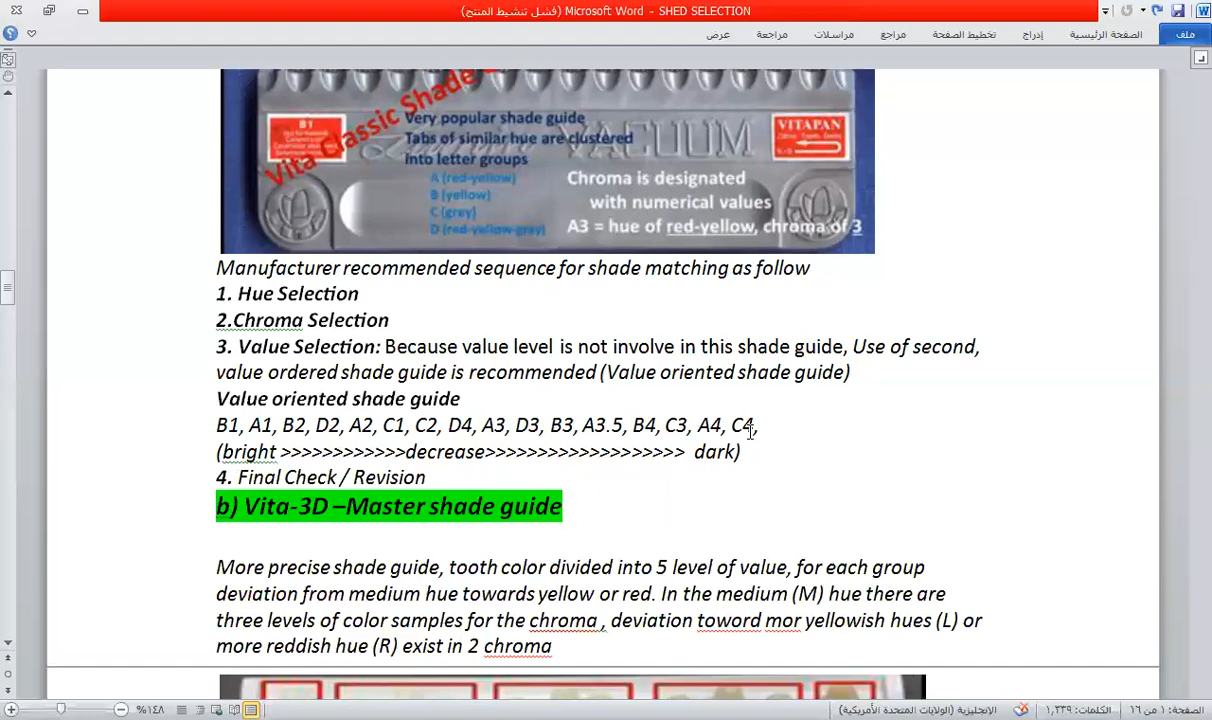 SHED SELECTION - Microsoft Word (فشل تنشيط المنتج)
ملف
الصفحة الرئيسية
إدراج
تخطيط الصفحة
مراجع
مراسلات
مراجعة
عرض
Vita Classic Shade
Very popular shade guide
Tabs of similar hue are clustered
into letter groups
A (red-yellow)
B (yellow)
C (grey)
D (red-yellow-gray)
B1
VACUUM
VITAPAN
Chroma is designated
with numerical values
A3 = hue of red-yellow, chroma of 3
Manufacturer recommended sequence for shade matching as follow
1. Hue Selection
2.Chroma Selection
3. Value Selection: Because value level is not involve in this shade guide, Use of second,
value ordered shade guide is recommended (Value oriented shade guide)
Value oriented shade guide
B1, A1, B2, D2, A2, C1, C2, D4, A3, D3, B3, A3.5, B4, C3, A4, C4,
(bright >>>>>>>>>>>>decrease>>>>>>>>>>>>>>>>>>> dark)
4. Final Check / Revision
b) Vita-3D –Master shade guide
More precise shade guide, tooth color divided into 5 level of value, for each group
deviation from medium hue towards yellow or red. In the medium (M) hue there are
three levels of color samples for the chroma , deviation toword mor yellowish hues (L) or
more reddish hue (R) exist in 2 chroma
الصفحة: ١ من ١٦
الكلمات: ١,٣٣٩
الإنجليزية (الولايات المتحدة الأمريكية)
١٤٨%